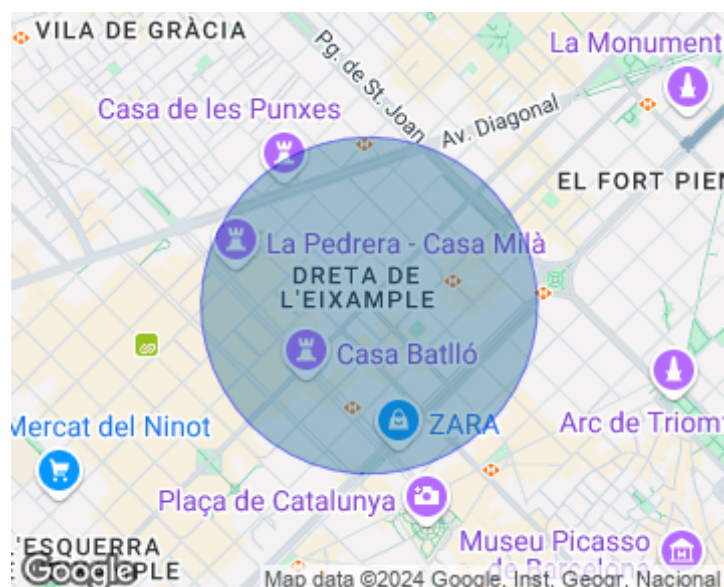 VILA DE GRÀCIA
Pg. de St. Joan
La Monument
Casa de les Punxes
Av. Diagonal
EL FORT PIEN
La Pedrera - Casa Milà
DRETA DE
L'EIXAMPLE
Casa Batlló
Mercat del Ninot
ZARA
Arc de Triomf
Plaça de Catalunya
L'ESQUERRA
Museu Picasso
de Barcelona
Google
Map data ©2024 Google, Inst. Geogr. Nacional